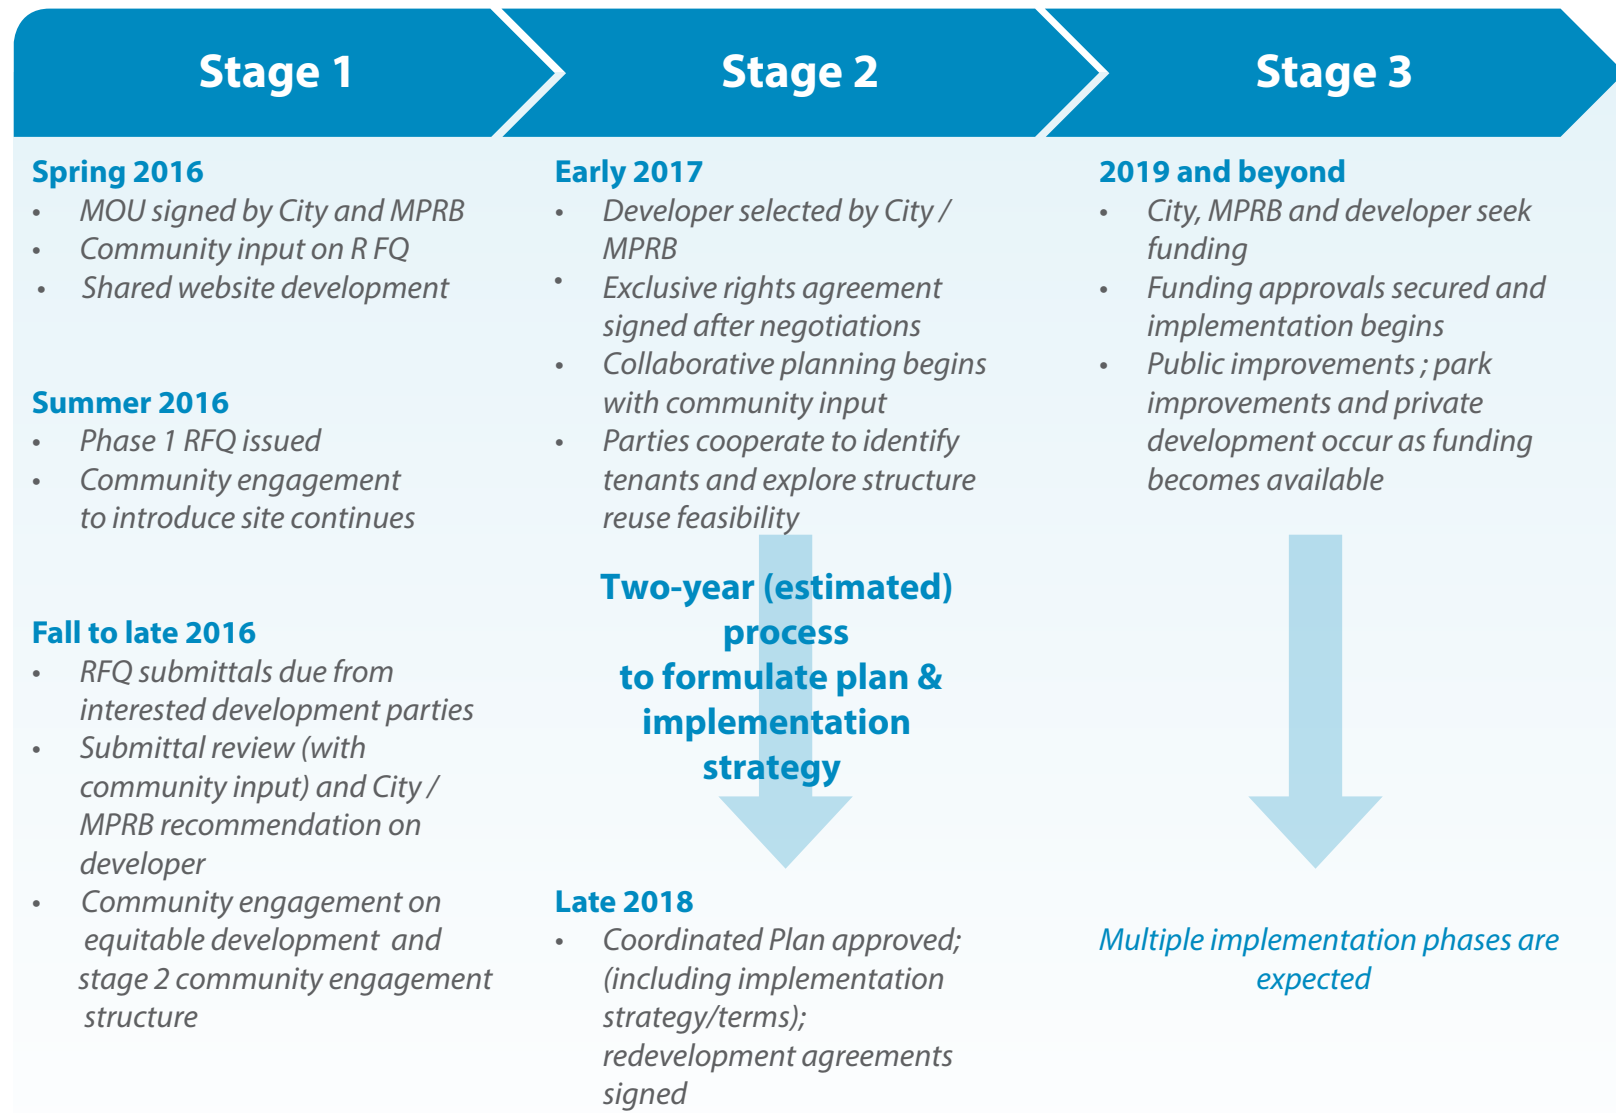 Stage 1
Stage 2
Stage 3
Spring 2016
• MOU signed by City and MPRB
• Community input on R FQ
• Shared website development
Summer 2016
• Phase 1 RFQ issued
• Community engagement
to introduce site continues
Fall to late 2016
• RFQ submittals due from
interested development parties
• Submittal review (with
community input) and City /
MPRB recommendation on
developer
• Community engagement on
equitable development and
stage 2 community engagement
structure
Early 2017
• Developer selected by City /
MPRB
• Exclusive rights agreement
signed after negotiations
• Collaborative planning begins
with community input
• Parties cooperate to identify
tenants and explore structure
reuse feasibility
Two-year (estimated)
process
to formulate plan &
implementation
strategy
Late 2018
• Coordinated Plan approved;
(including implementation
strategy/terms);
redevelopment agreements
signed
2019 and beyond
• City, MPRB and developer seek
funding
• Funding approvals secured and
implementation begins
• Public improvements ; park
improvements and private
development occur as funding
becomes available
Multiple implementation phases are
expected